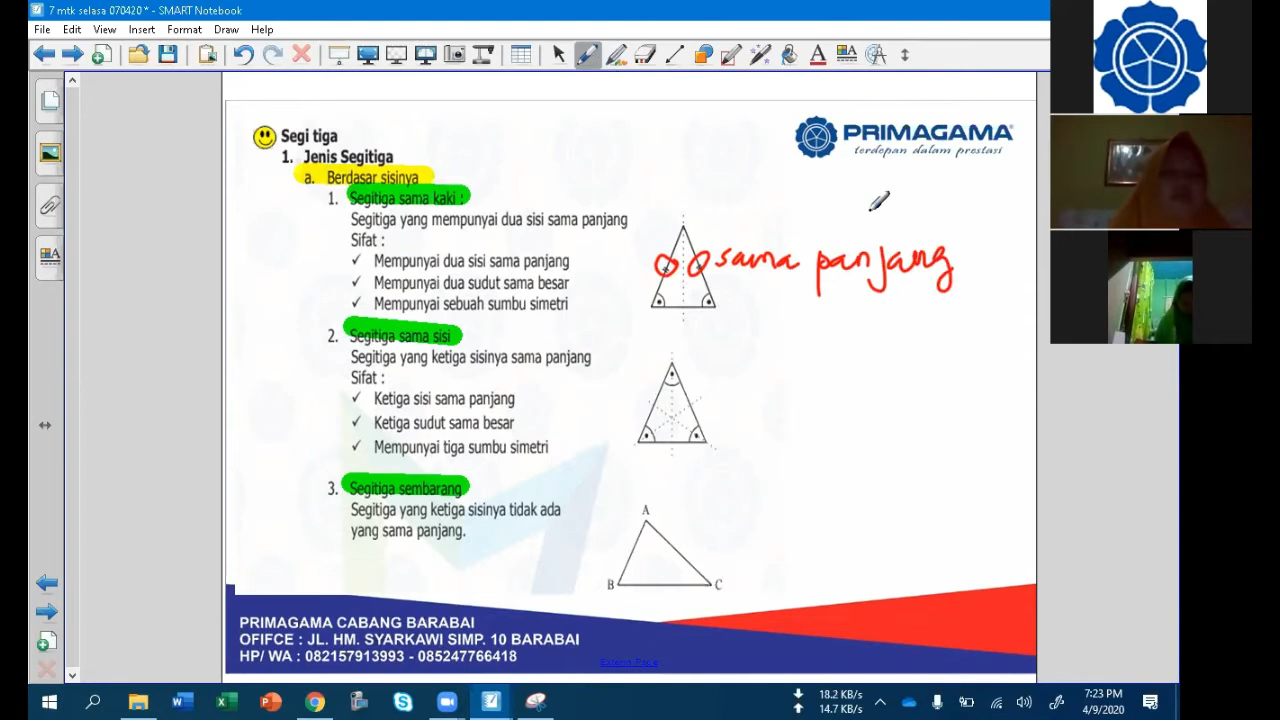 7 mtk selasa 070420 * - SMART Notebook
File Edit View Insert Format Draw Help
PRIMAGAMA
terdepan dalam prestasi
Segi tiga
1. Jenis Segitiga
a. Berdasar sisinya
1. Segitiga sama kaki :
Segitiga yang mempunyai dua sisi sama panjang
Sifat :
✓ Mempunyai dua sisi sama panjang
✓ Mempunyai dua sudut sama besar
✓ Mempunyai sebuah sumbu simetri
sama panjang
2. Segitiga sama sisi
Segitiga yang ketiga sisinya sama panjang
Sifat :
✓ Ketiga sisi sama panjang
✓ Ketiga sudut sama besar
✓ Mempunyai tiga sumbu simetri
3. Segitiga sembarang
Segitiga yang ketiga sisinya tidak ada
yang sama panjang.
A
B C
PRIMAGAMA CABANG BARABAI
OFIFCE : JL. HM. SYARKAWI SIMP. 10 BARABAI
HP/ WA : 082157913993 - 085247766418
Extend Page
18.2 KB/s
14.7 KB/s
7:23 PM
4/9/2020